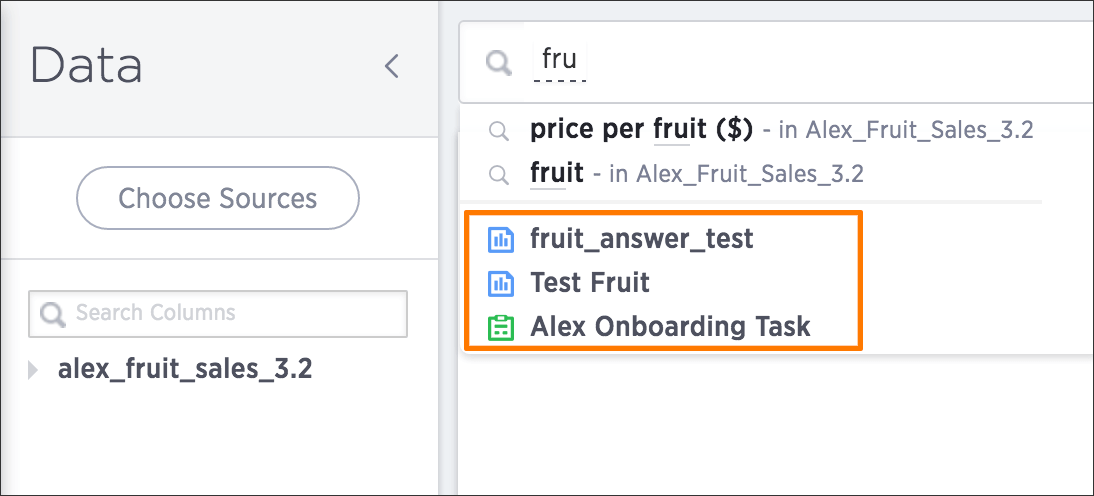 Data
Choose Sources
Search Columns
alex_fruit_sales_3.2
fru
price per fruit ($) - in Alex_Fruit_Sales_3.2
fruit - in Alex_Fruit_Sales_3.2
fruit_answer_test
Test Fruit
Alex Onboarding Task